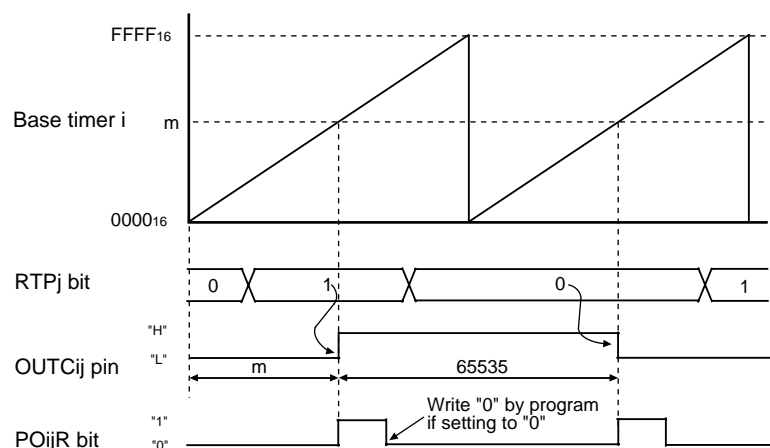 FFFF16
Base timer i
m
000016
RTPj bit
0
1
0
1
"H"
OUTCij pin
"L"
m
65535
Write "0" by program
if setting to "0"
"1"
POijR bit
"0"